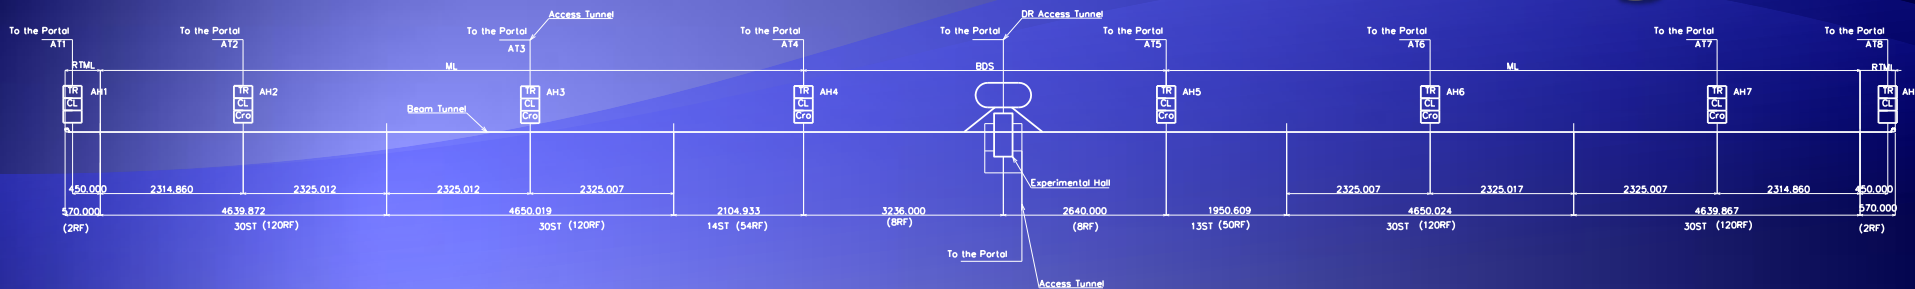 Access Tunnel
DR Access Tunnel
To the Portal
AT1
To the Portal
AT2
To the Portal
AT3
To the Portal
AT4
To the Portal
To the Portal
AT5
To the Portal
AT6
To the Portal
AT7
To the Portal
AT8
RTML
ML
BDS
ML
RTML
TR
CL
AH1
TR
CL
Cro
AH2
TR
CL
Cro
AH3
TR
CL
Cro
AH4
TR
CL
Cro
AH5
TR
CL
Cro
AH6
TR
CL
Cro
AH7
TR
CL
AH
Beam Tunnel
Experimental Hall
450.000
2314.860
2325.012
2325.012
2325.007
2325.007
2325.017
2325.007
2314.860
450.000
570.000
4639.872
4650.019
2104.933
3236.000
2640.000
1950.609
4650.024
4639.867
570.000
(2RF)
30ST (120RF)
30ST (120RF)
14ST (54RF)
(8RF)
(8RF)
13ST (50RF)
30ST (120RF)
30ST (120RF)
(2RF)
To the Portal
Access Tunnel